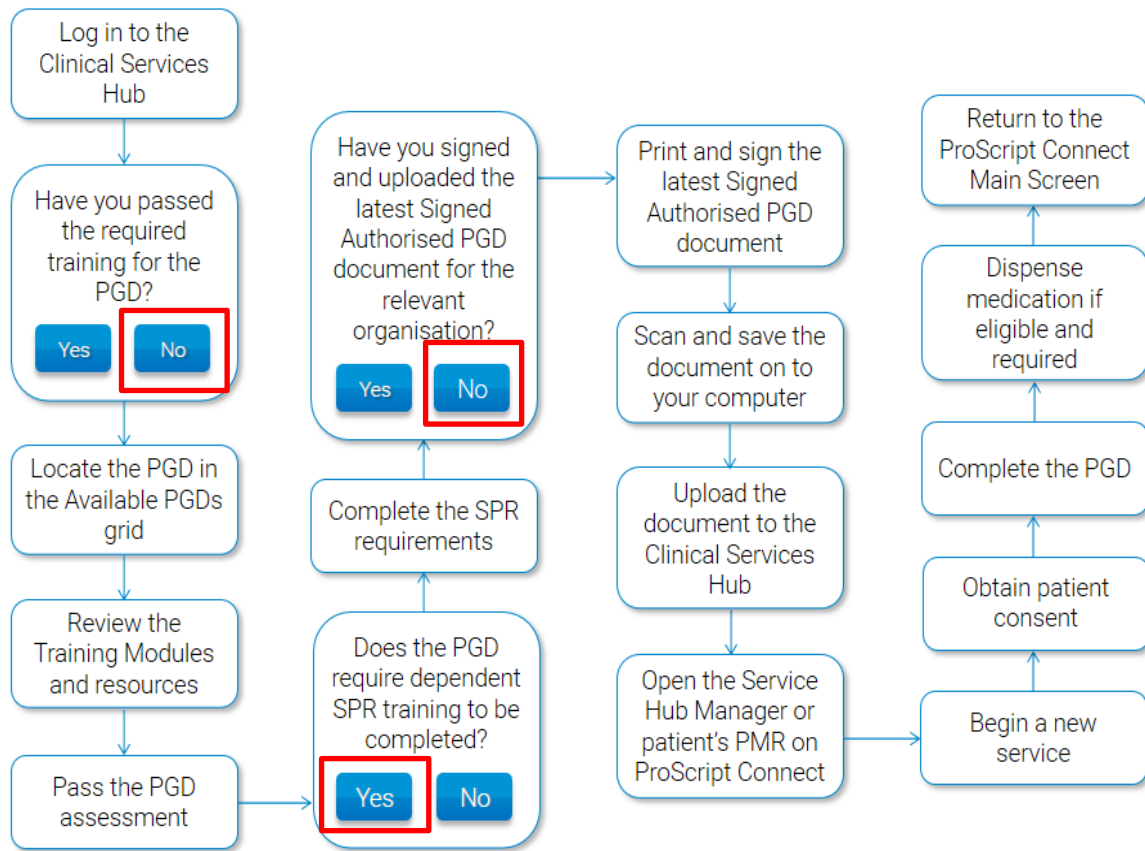 Log in to the
Clinical Services
Hub
Have you passed
the required
training for the
PGD?
Yes No
Locate the PGD in
the Available PGDs
grid
Review the
Training Modules
and resources
Pass the PGD
assessment
Does the PGD
require dependent
SPR training to be
completed?
Yes No
Complete the SPR
requirements
Have you signed
and uploaded the
latest Signed
Authorised PGD
document for the
relevant
organisation?
Yes No
Print and sign the
latest Signed
Authorised PGD
document
Scan and save the
document on to
your computer
Upload the
document to the
Clinical Services
Hub
Open the Service
Hub Manager or
patient's PMR on
ProScript Connect
Begin a new
service
Obtain patient
consent
Complete the PGD
Dispense
medication if
eligible and
required
Return to the
ProScript Connect
Main Screen